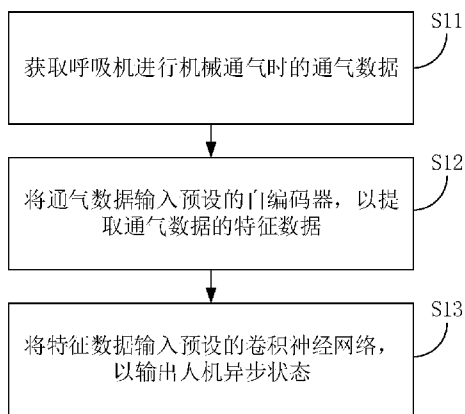 S11
获取呼吸机进行机械通气时的通气数据
S12
将通气数据输入预设的自编码器，以提
取通气数据的特征数据
S13
将特征数据输入预设的卷积神经网络，
以输出人机异步状态